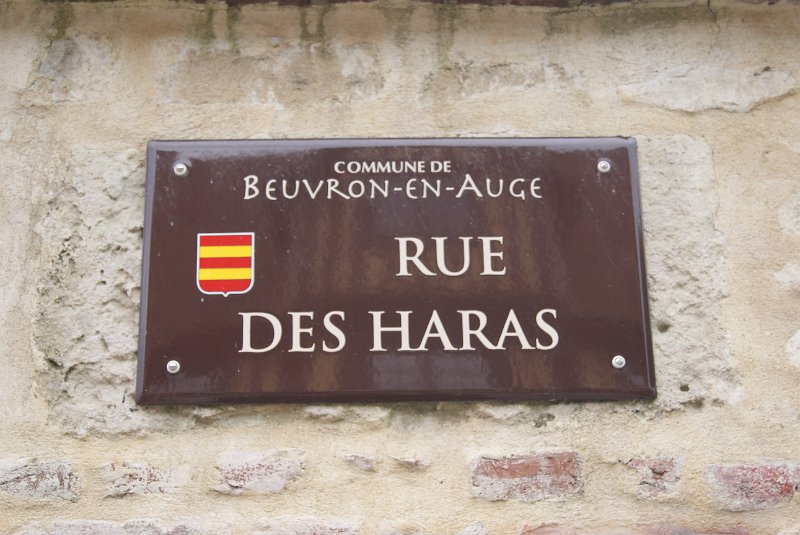 COMMUNE DE
BEUVRON-EN-AUGE
RUE
DES HARAS